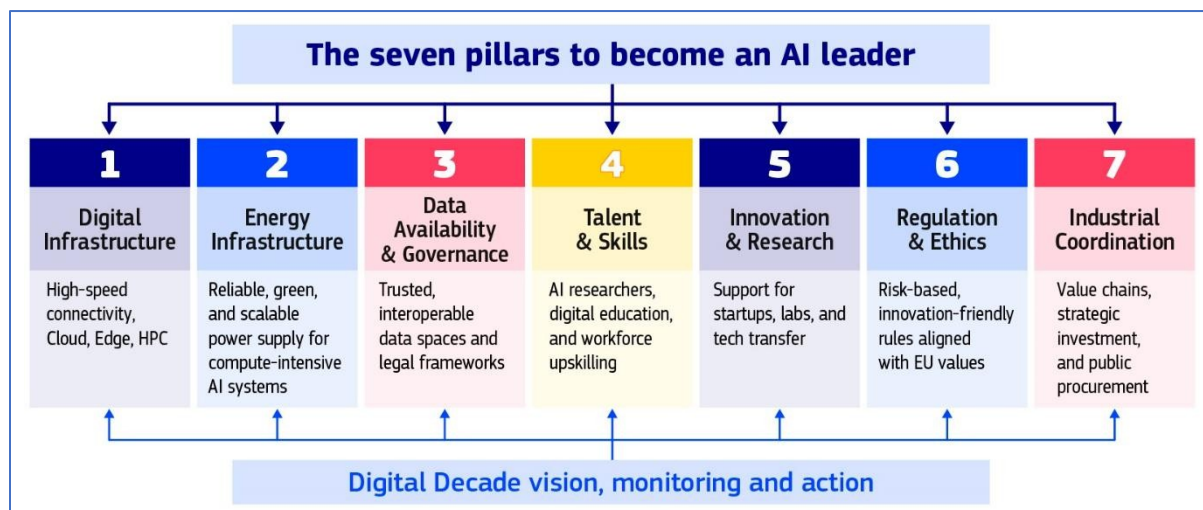 The seven pillars to become an AI leader
1
Digital
Infrastructure
High-speed
connectivity,
Cloud, Edge, HPC
2
Energy
Infrastructure
Reliable, green,
and scalable
power supply for
compute-intensive
AI systems
3
Data
Availability
& Governance
Trusted,
interoperable
data spaces and
legal frameworks
4
Talent
& Skills
AI researchers,
digital education,
and workforce
upskilling
5
Innovation
& Research
Support for
startups, labs, and
tech transfer
6
Regulation
& Ethics
Risk-based,
innovation-friendly
rules aligned
with EU values
7
Industrial
Coordination
Value chains,
strategic
investment,
and public
procurement
Digital Decade vision, monitoring and action